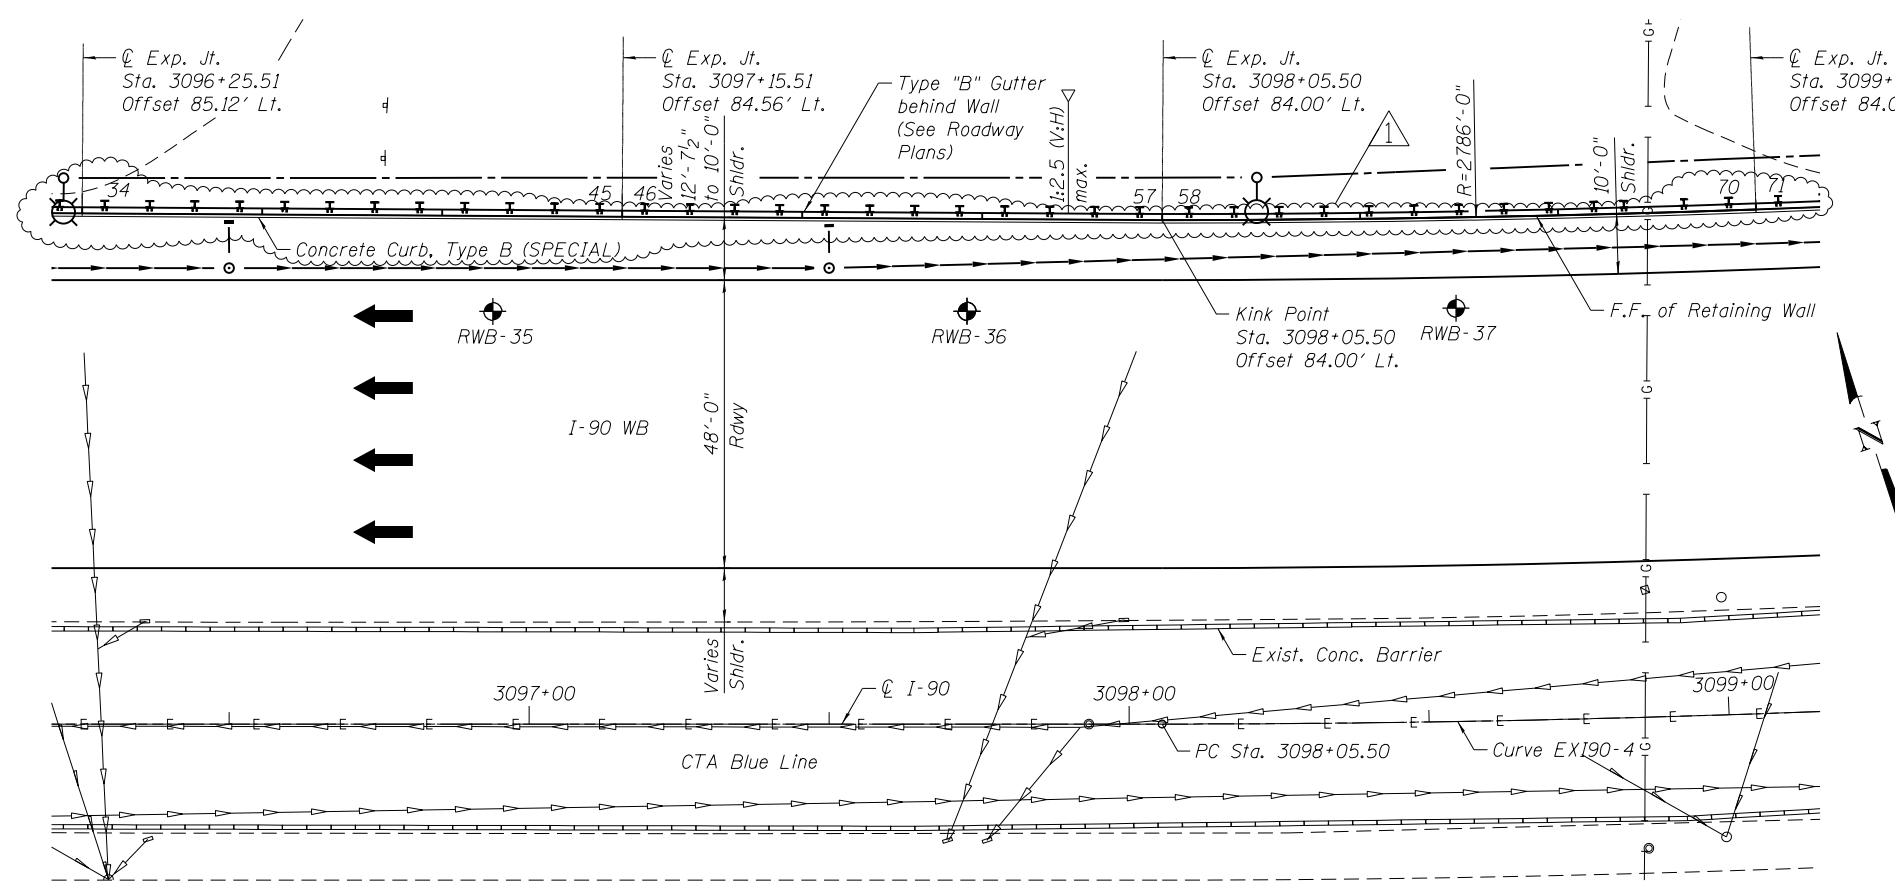 ℄ Exp. Jt.
Sta. 3096+25.51
Offset 85.12' Lt.
℄ Exp. Jt.
Sta. 3097+15.51
Offset 84.56' Lt.
Type "B" Gutter
behind Wall
(See Roadway
Plans)
℄ Exp. Jt.
Sta. 3098+05.50
Offset 84.00' Lt.
℄ Exp. Jt.
Sta. 3099+
Offset 84.0
Varies
12'-7½"
to 10'-0"
Shldr.
1:2.5 (V:H)
max.
1
R=2786'-0"
10'-0"
Shldr.
34
45
46
57
58
70
71
Concrete Curb, Type B (SPECIAL)
RWB-35
RWB-36
RWB-37
Kink Point
Sta. 3098+05.50
Offset 84.00' Lt.
F.F. of Retaining Wall
I-90 WB
48'-0"
Rdwy
N
Varies
Shldr.
Exist. Conc. Barrier
3097+00
℄ I-90
3098+00
3099+00
CTA Blue Line
PC Sta. 3098+05.50
Curve EXI90-4
G
G
G
G
G
G
E E E E E E E E E E E E E E E E E E E E